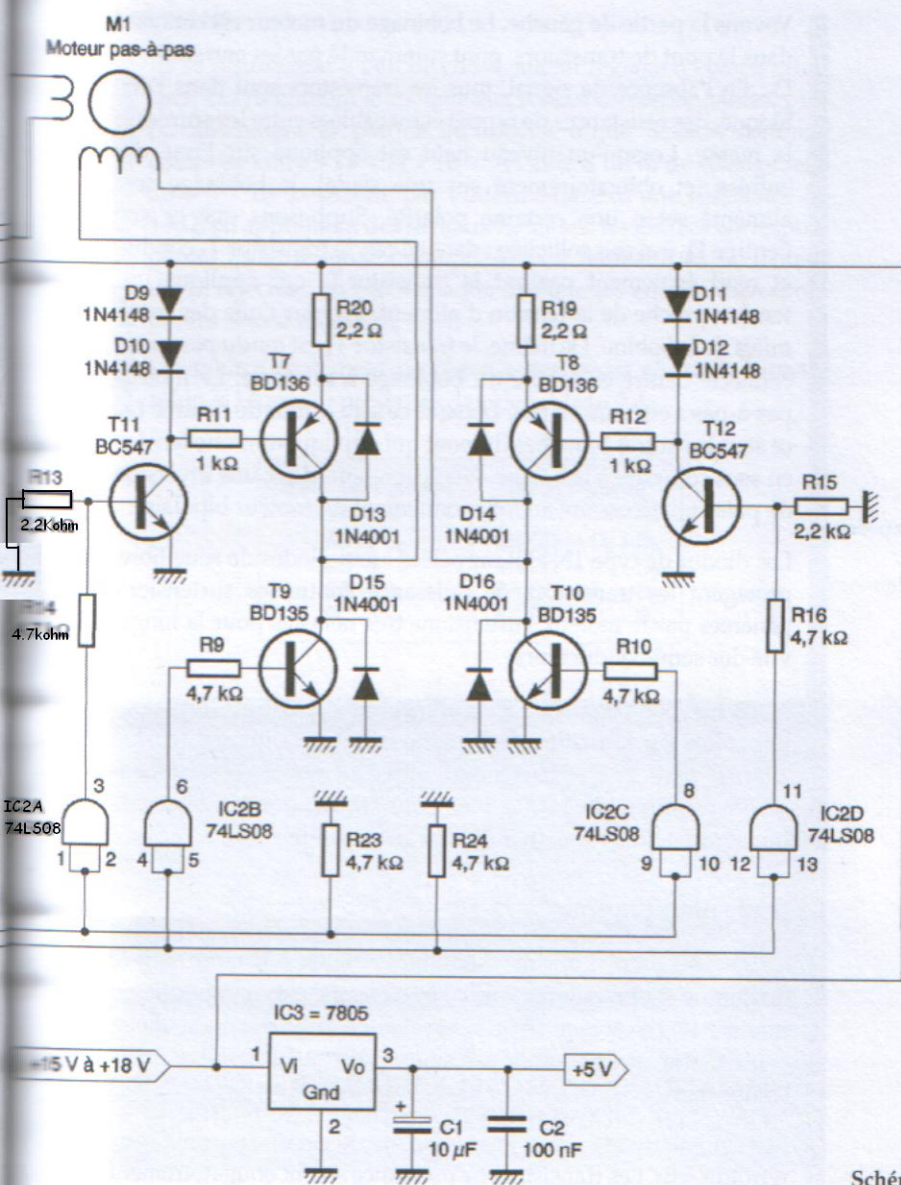 M1
Moteur pas-à-pas
D9
1N4148
R20
2,2 Ω
R19
2,2 Ω
D11
1N4148
D10
1N4148
T7
BD136
T8
BD136
D12
1N4148
T11
BC547
R11
1 kΩ
R12
1 kΩ
T12
BC547
R13
2.2Kohm
D13
1N4001
D14
1N4001
R15
2,2 kΩ
R14
4.7kohm
T9
BD135
D15
1N4001
D16
1N4001
T10
BD135
R16
4,7 kΩ
R9
4,7 kΩ
R10
4,7 kΩ
3
6
8
11
IC2A
74LS08
IC2B
74LS08
R23
4,7 kΩ
R24
4,7 kΩ
IC2C
74LS08
IC2D
74LS08
1 2
4 5
9 10
12 13
IC3 = 7805
+15 V à +18 V
1 Vi Vo 3
Gnd
2
+5 V
+
C1
10 µF
C2
100 nF